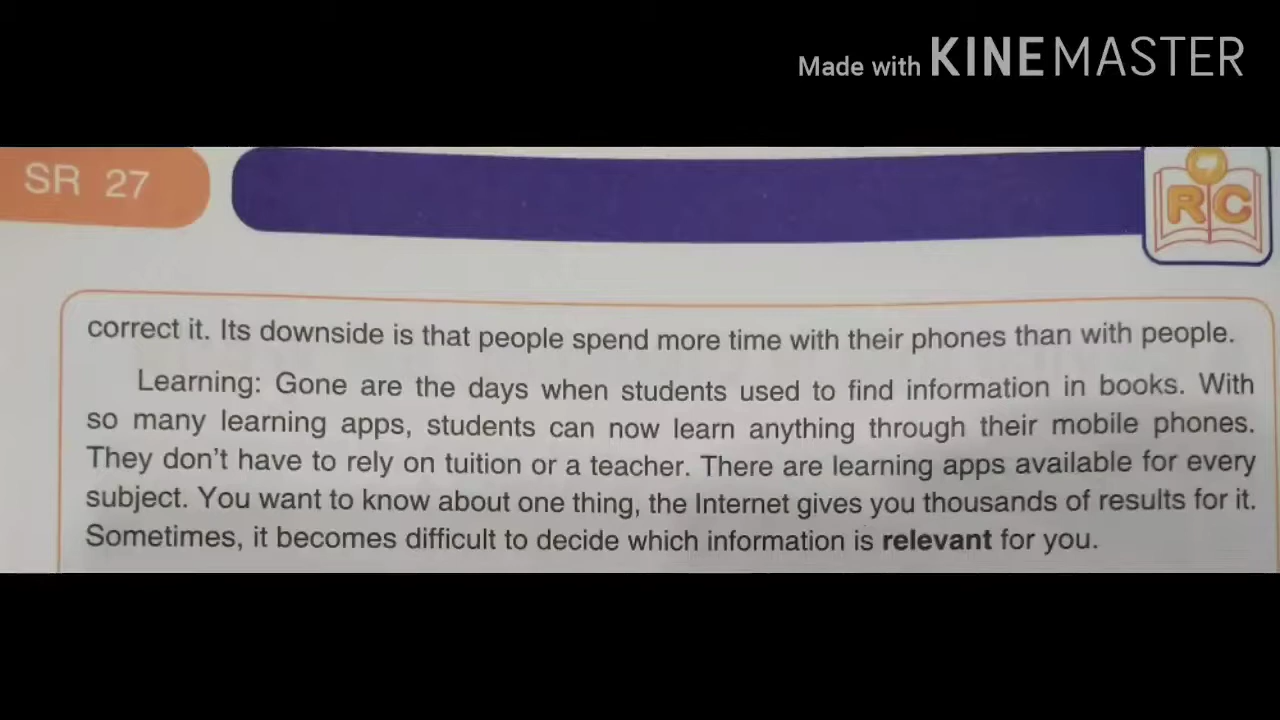 Made with KINEMASTER
SR 27
RC
correct it. Its downside is that people spend more time with their phones than with people.
Learning: Gone are the days when students used to find information in books. With
so many learning apps, students can now learn anything through their mobile phones.
They don't have to rely on tuition or a teacher. There are learning apps available for every
subject. You want to know about one thing, the Internet gives you thousands of results for it.
Sometimes, it becomes difficult to decide which information is relevant for you.